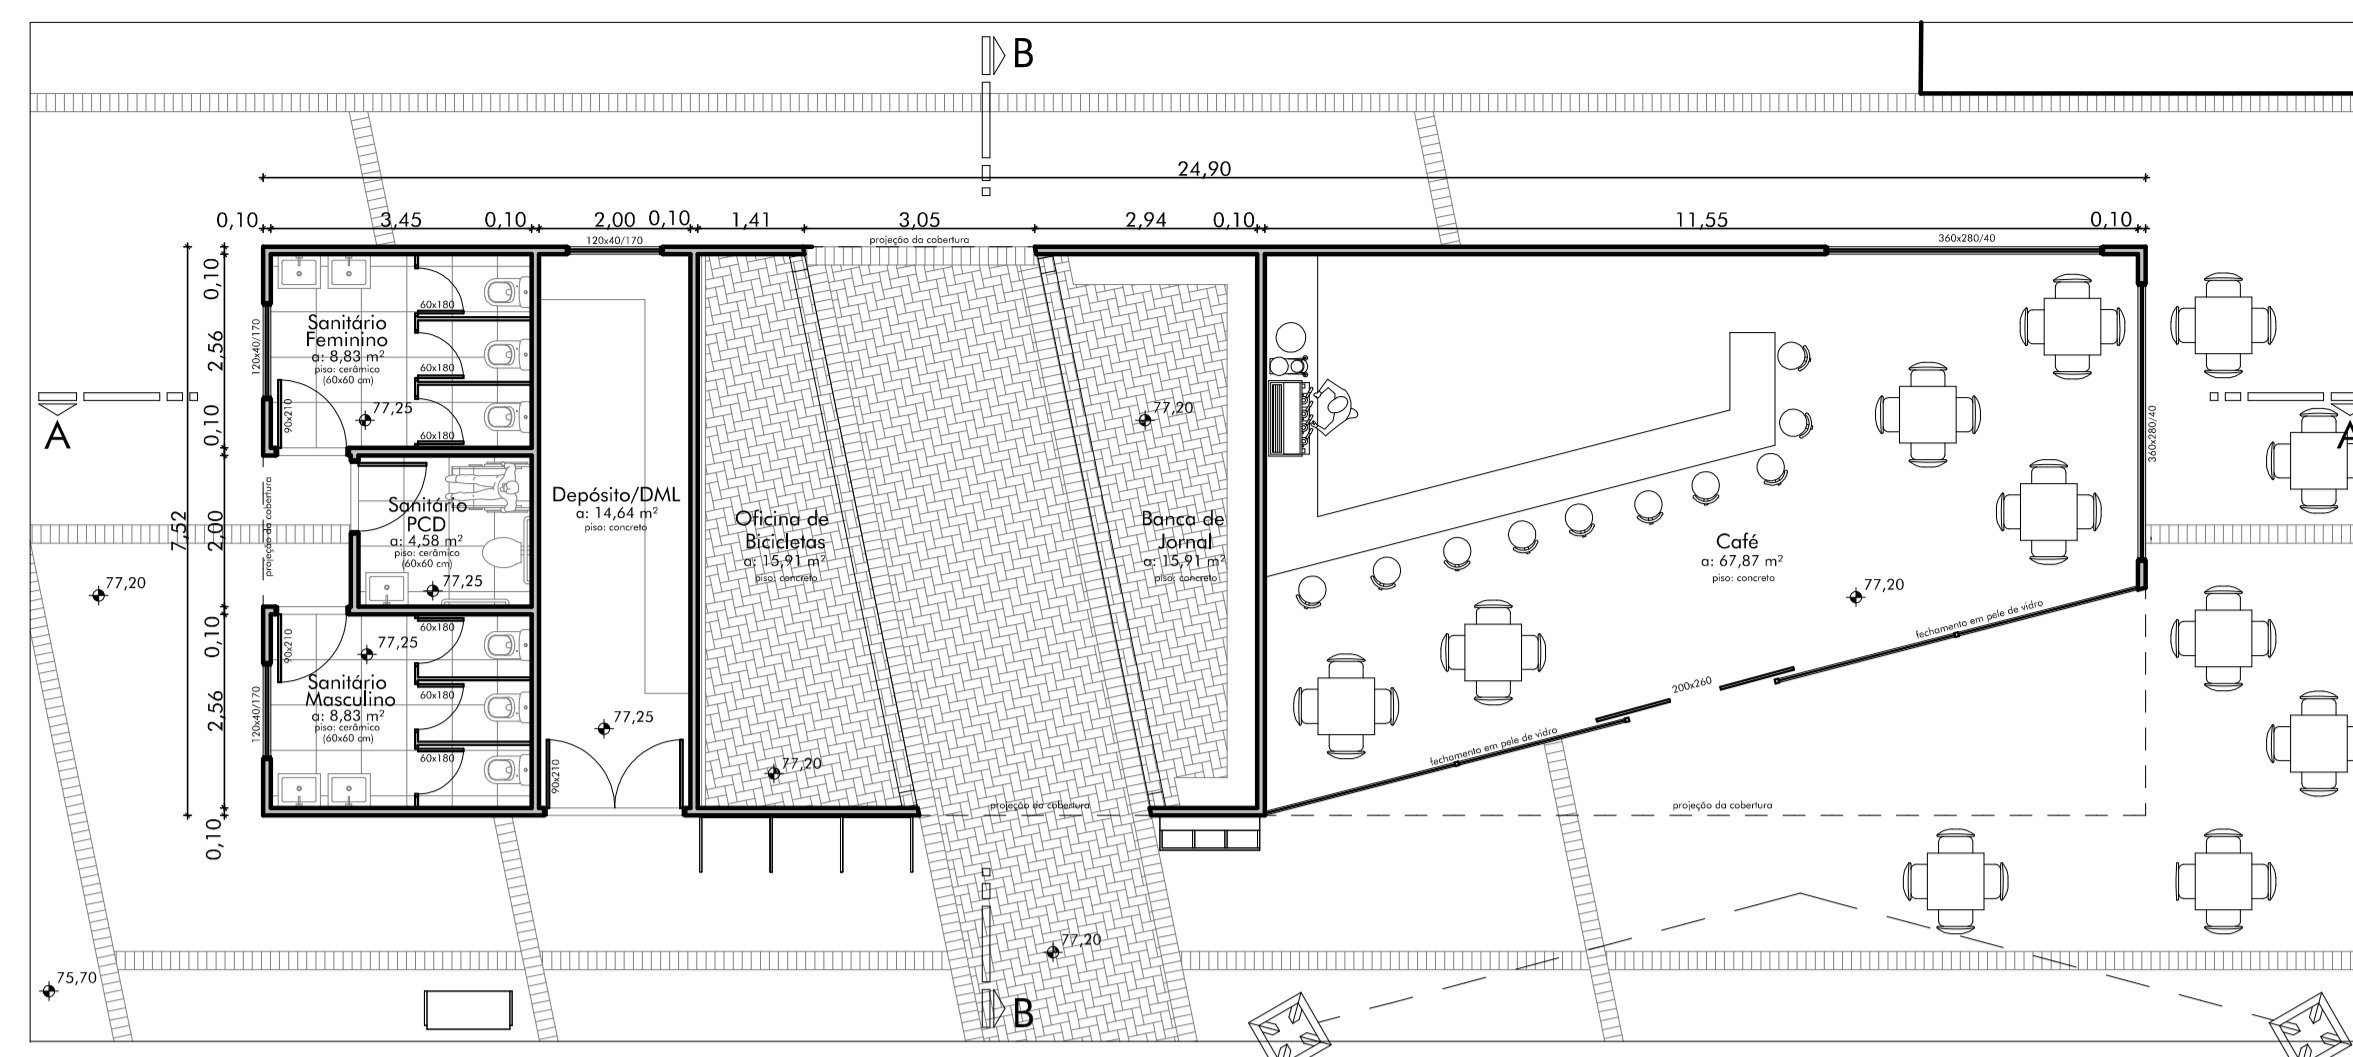 B
24,90
0,10 3,45 0,10 2,00 0,10 1,41 3,05 2,94 0,10 11,55 0,10
120x40/170
projeção da cobertura
360x280/40
0,10
2,56
0,10
7,52
2,00
0,10
2,56
0,10
A
A
120x40/170
Sanitário
Feminino
a: 8,83 m²
piso: cerâmico
(60x60 cm)
60x180
60x180
60x180
90x210
77,25
projeção da cobertura
Sanitário
PCD
a: 4,58 m²
piso: cerâmico
(60x60 cm)
77,25
77,20
90x210
77,25
Sanitário
Masculino
a: 8,83 m²
piso: cerâmico
(60x60 cm)
120x40/170
60x180
60x180
60x180
Depósito/DML
a: 14,64 m²
piso: concreto
77,25
90x210
Oficina de
Bicicletas
a: 15,91 m²
piso: concreto
77,20
projeção da cobertura
77,20
Banca de
Jornal
a: 15,91 m²
piso: concreto
Café
a: 67,87 m²
piso: concreto
77,20
360x280/40
fechamento em pele de vidro
200x260
fechamento em pele de vidro
projeção da cobertura
77,20
75,70
B